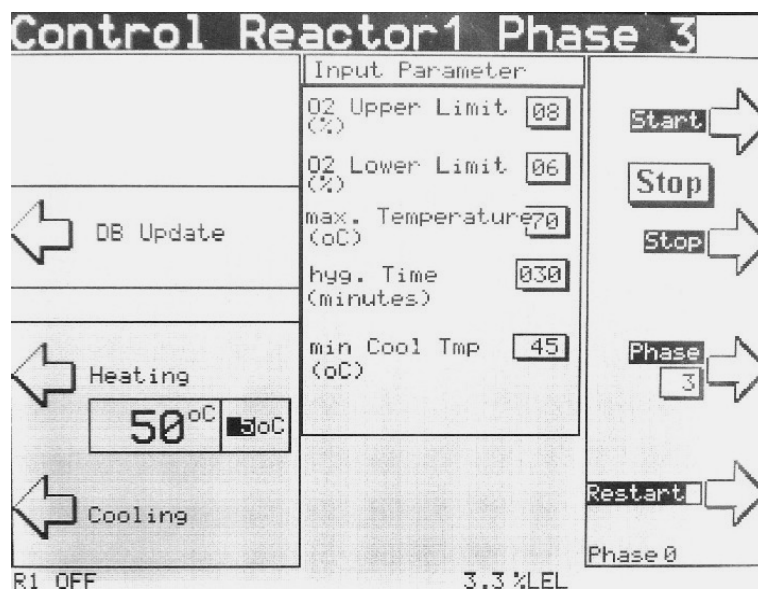 Control Reactor1 Phase 3
Input Parameter
O2 Upper Limit 08
(%)
O2 Lower Limit 06
(%)
max. Temperature 70
(oC)
hyg. Time 030
(minutes)
min Cool Tmp 45
(oC)
DB Update
Heating
50 oC 5oC
Cooling
Start
Stop
Stop
Phase
3
Restart
Phase 0
R1 OFF
3.3 %LEL